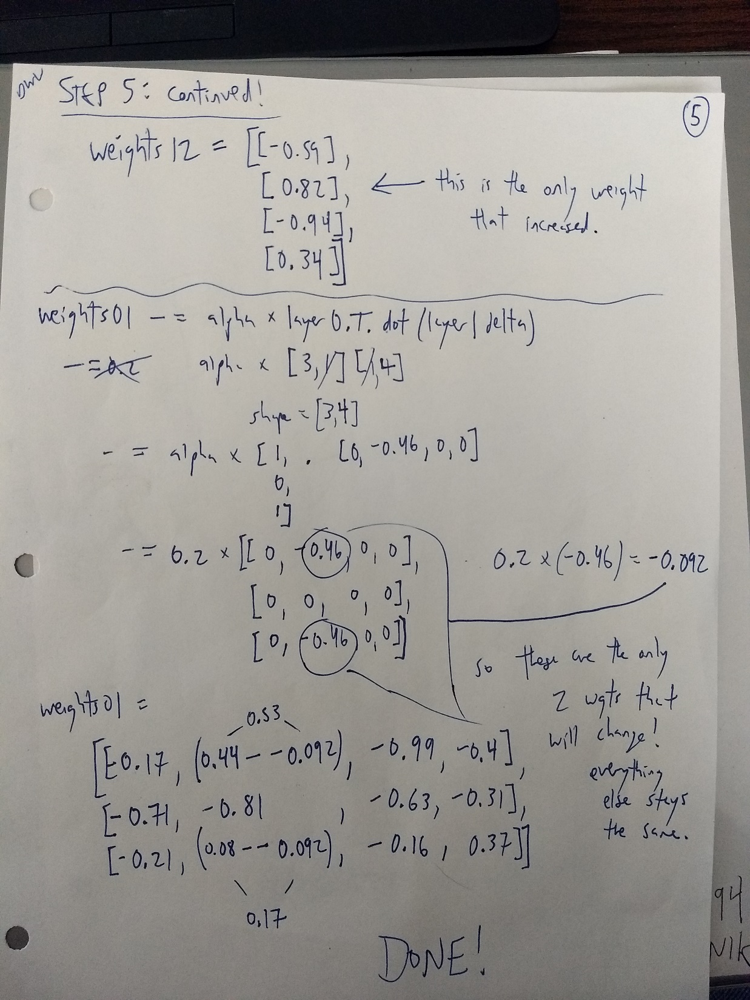 DWV
STEP 5: continued!
5
weights12 = [[-0.59],
[0.82], ← this is the only weight
that increased.
[-0.94],
[0.34]]
weights01 -= alpha x layer0.T.dot(layer1delta)
-= 0.2 alpha x [3,1][1,4]
shape = [3,4]
-= alpha x [1, . [0, -0.46, 0, 0]
0,
1]
-= 0.2 x [[0, -0.46, 0, 0],
[0, 0, 0, 0],
[0, -0.46, 0, 0]]
0.2 x (-0.46) = -0.092
so these are the only
2 wgts that
will change!
everything
else stays
the same.
weights01 =
0.53
[[-0.17, (0.44 - -0.092), -0.99, -0.4],
[-0.71, -0.81, -0.63, -0.31],
[-0.21, (0.08 - -0.092), -0.16, 0.37]]
0.17
DONE!
94